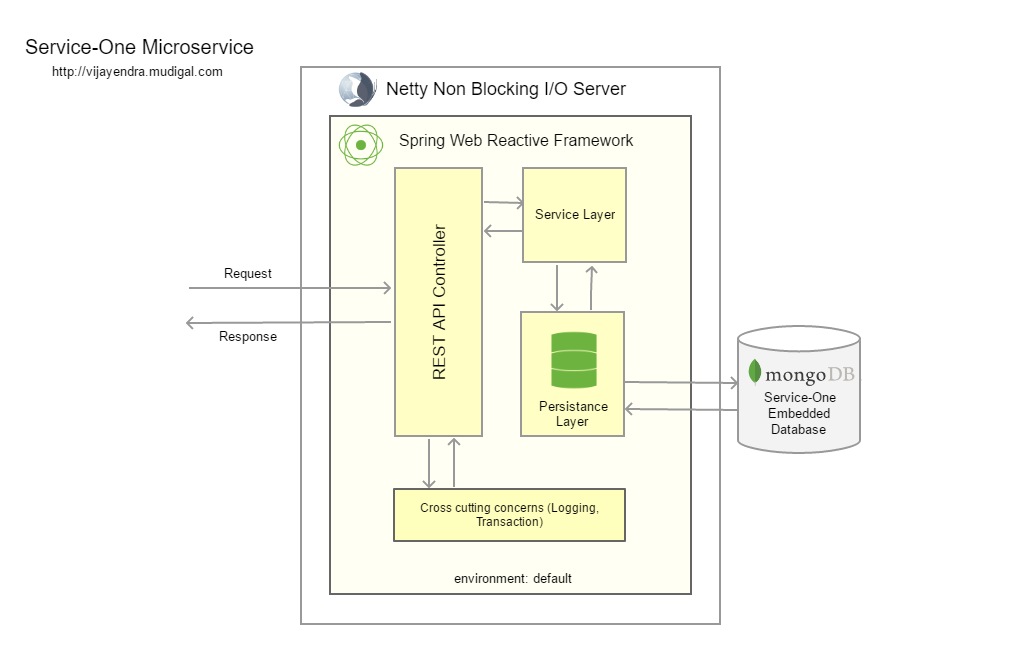 Service-One Microservice
http://vijayendra.mudigal.com
Netty Non Blocking I/O Server
Spring Web Reactive Framework
REST API Controller
Service Layer
Request
Response
Persistance
Layer
mongoDB
Service-One
Embedded
Database
Cross cutting concerns (Logging,
Transaction)
environment: default